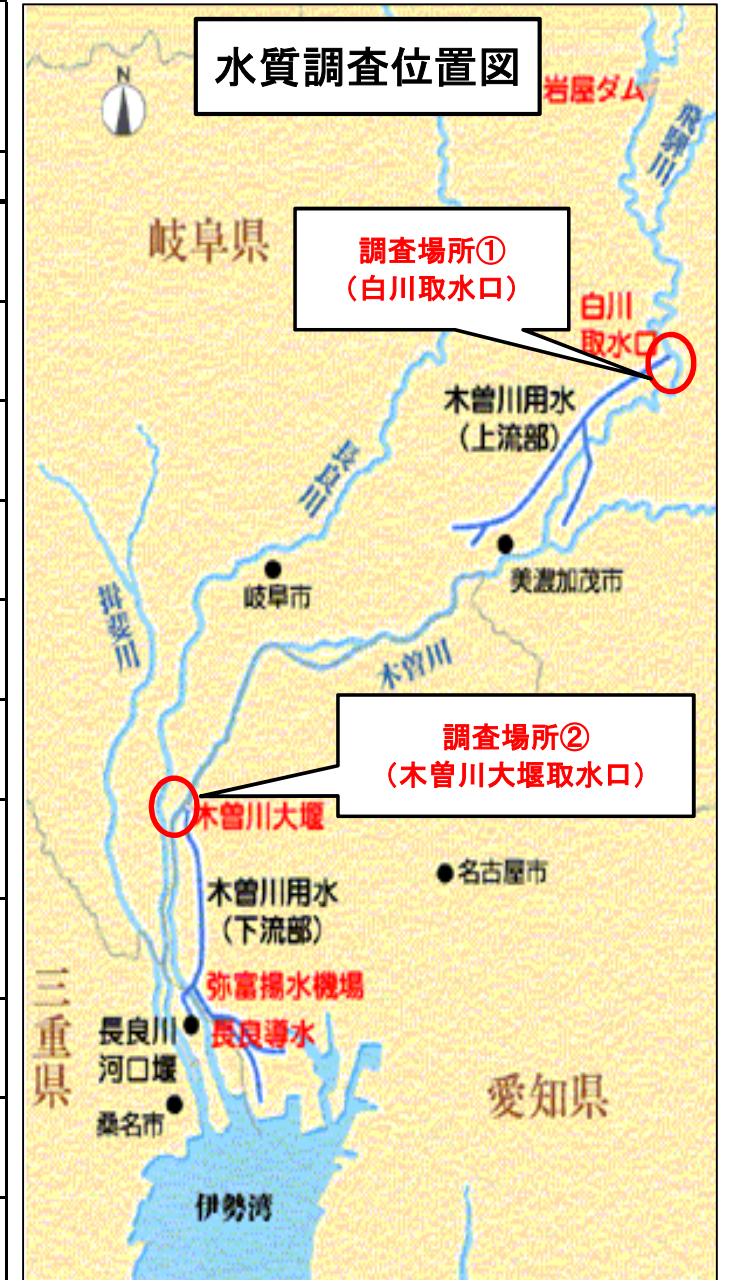 水質調査位置図
N
岩屋ダム
飛騨川
岐阜県
調査場所①
（白川取水口）
白川
取水口
木曽川用水
（上流部）
長良川
岐阜市
美濃加茂市
揖斐川
木曽川
調査場所②
（木曽川大堰取水口）
木曽川大堰
名古屋市
木曽川用水
（下流部）
弥富揚水機場
三重県
長良川
河口堰
長良導水
愛知県
桑名市
伊勢湾